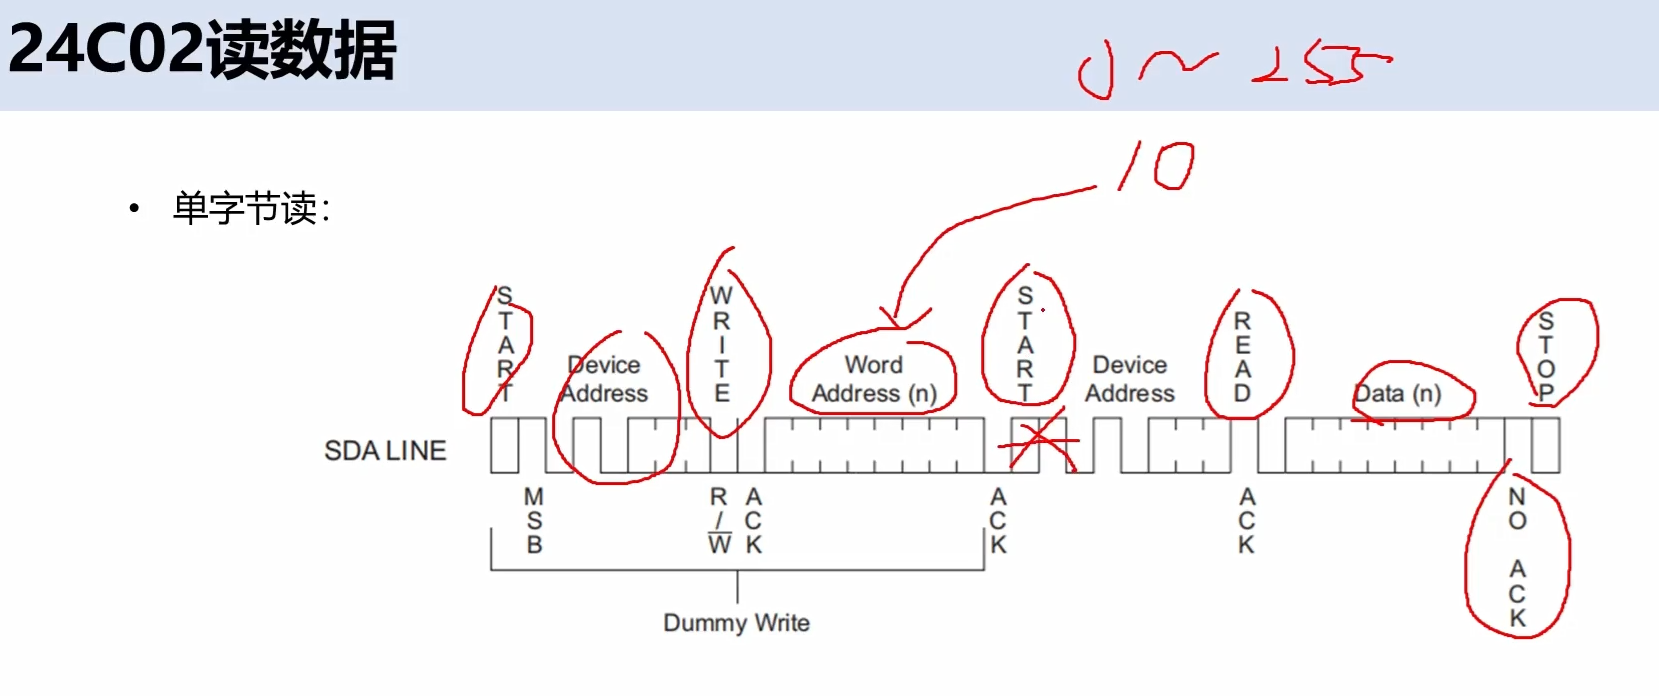 24C02读数据
0~255
10
• 单字节读：
START
Device Address
WRITE
Word Address (n)
START
Device Address
READ
Data (n)
STOP
SDA LINE
MSB
R/W
ACK
ACK
ACK
NO ACK
Dummy Write